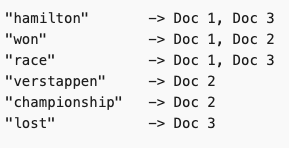 "hamilton" -> Doc 1, Doc 3
"won" -> Doc 1, Doc 2
"race" -> Doc 1, Doc 3
"verstappen" -> Doc 2
"championship" -> Doc 2
"lost" -> Doc 3